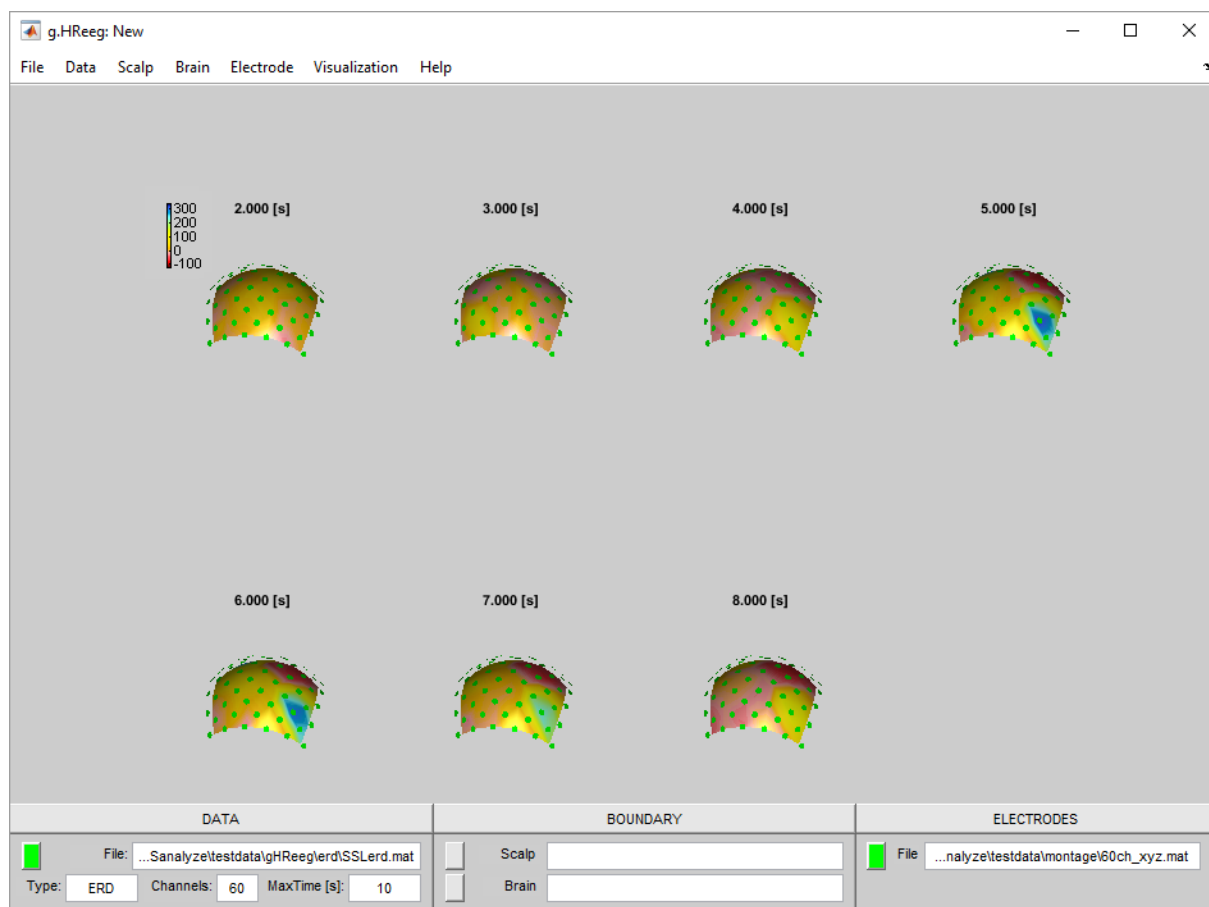 g.HReeg: New
File Data Scalp Brain Electrode Visualization Help
300 2.000 [s] 3.000 [s] 4.000 [s] 5.000 [s]
200
100
0
-100
6.000 [s] 7.000 [s] 8.000 [s]
DATA BOUNDARY ELECTRODES
File: ...Sanalyze\testdata\gHReeg\erd\SSLerd.mat Scalp File ...nalyze\testdata\montage\60ch_xyz.mat
Type: ERD Channels: 60 MaxTime [s]: 10 Brain